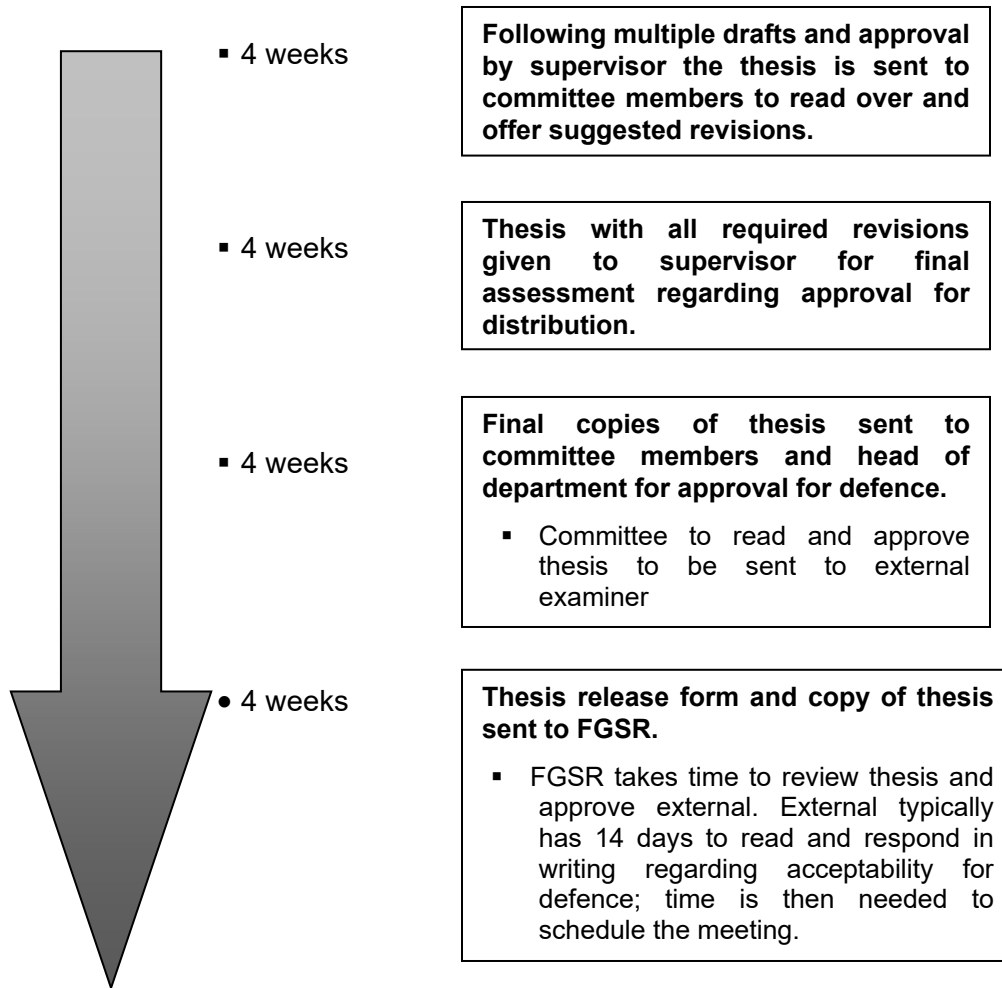 ▪ 4 weeks
Following multiple drafts and approval
by supervisor the thesis is sent to
committee members to read over and
offer suggested revisions.
▪ 4 weeks
Thesis with all required revisions
given to supervisor for final
assessment regarding approval for
distribution.
▪ 4 weeks
Final copies of thesis sent to
committee members and head of
department for approval for defence.
▪ Committee to read and approve
thesis to be sent to external
examiner
● 4 weeks
Thesis release form and copy of thesis
sent to FGSR.
▪ FGSR takes time to review thesis and
approve external. External typically
has 14 days to read and respond in
writing regarding acceptability for
defence; time is then needed to
schedule the meeting.